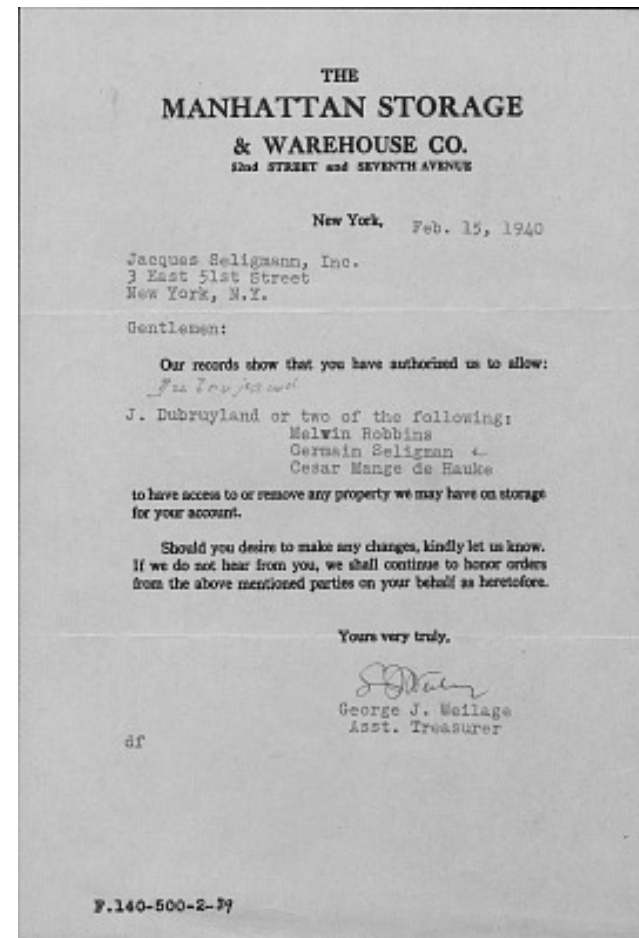 THE
MANHATTAN STORAGE
& WAREHOUSE CO.
52nd STREET and SEVENTH AVENUE
New York, Feb. 15, 1940
Jacques Seligmann, Inc.
3 East 51st Street
New York, N.Y.
Gentlemen:
Our records show that you have authorized us to allow:
J. Dubruyland or two of the following:
Melvin Robbins
Germain Seligman ←
Cesar Mange de Hauke
to have access to or remove any property we may have on storage
for your account.
Should you desire to make any changes, kindly let us know.
If we do not hear from you, we shall continue to honor orders
from the above mentioned parties on your behalf as heretofore.
Yours very truly,
George J. Weilage
Asst. Treasurer
df
F.140-500-2-39